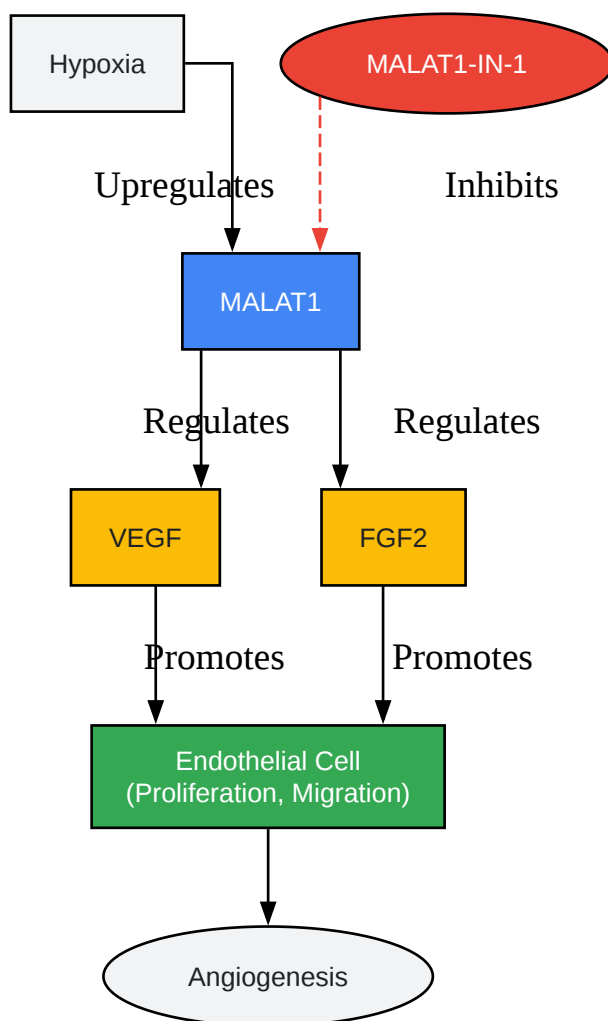 Hypoxia
MALAT1-IN-1
Upregulates
Inhibits
MALAT1
Regulates
Regulates
VEGF
FGF2
Promotes
Promotes
Endothelial Cell
(Proliferation, Migration)
Angiogenesis